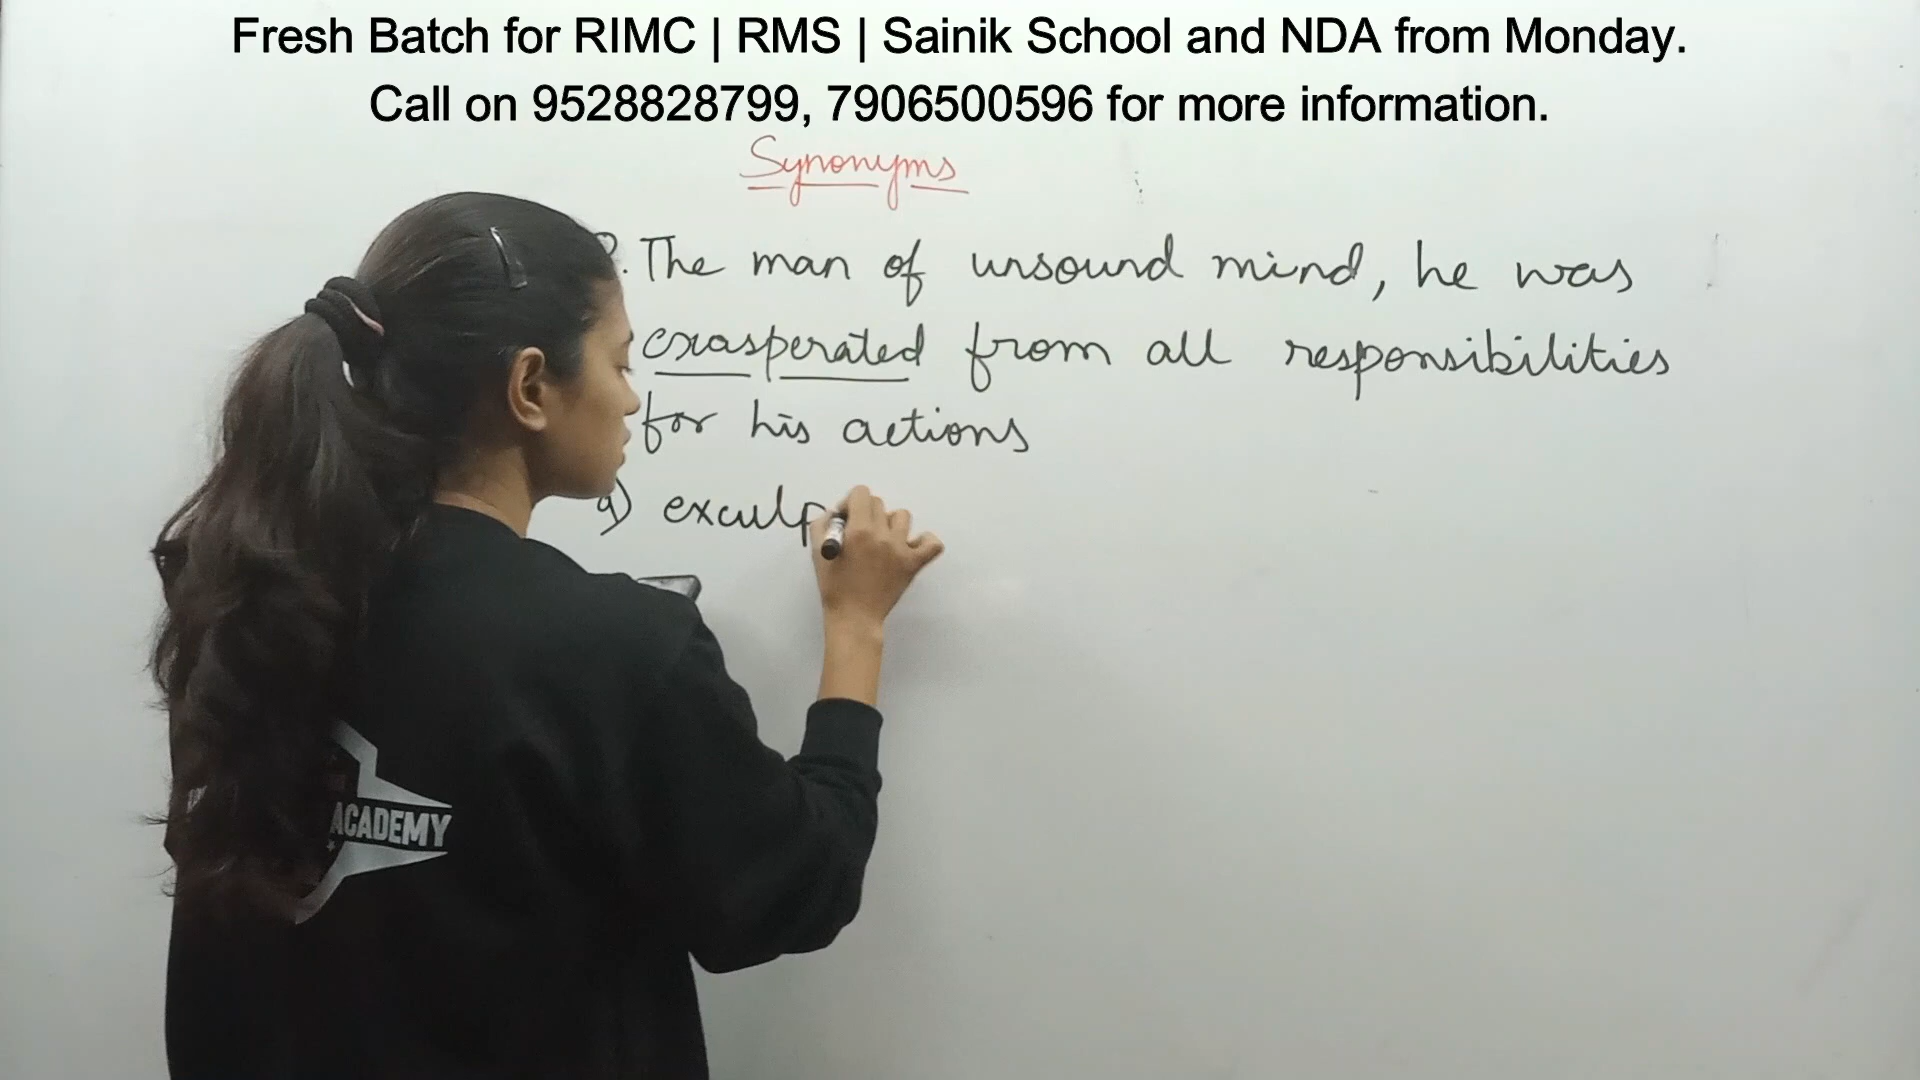 Fresh Batch for RIMC | RMS | Sainik School and NDA from Monday.
Call on 9528828799, 7906500596 for more information.
Synonyms
. The man of unsound mind, he was
exasperated from all responsibilities
for his actions
a) exculp
ACADEMY